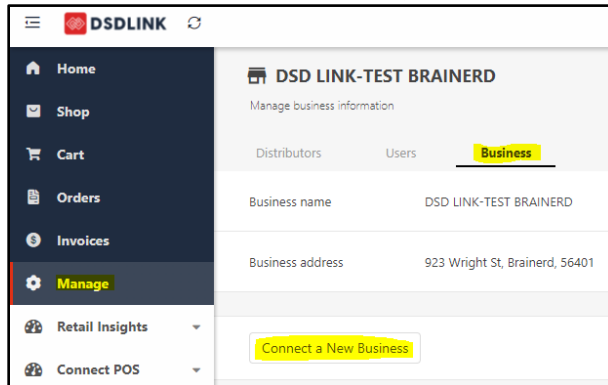 DSDLINK
Home
Shop
Cart
Orders
Invoices
Manage
Retail Insights
Connect POS
DSD LINK-TEST BRAINERD
Manage business information
Distributors Users Business
Business name DSD LINK-TEST BRAINERD
Business address 923 Wright St, Brainerd, 56401
Connect a New Business